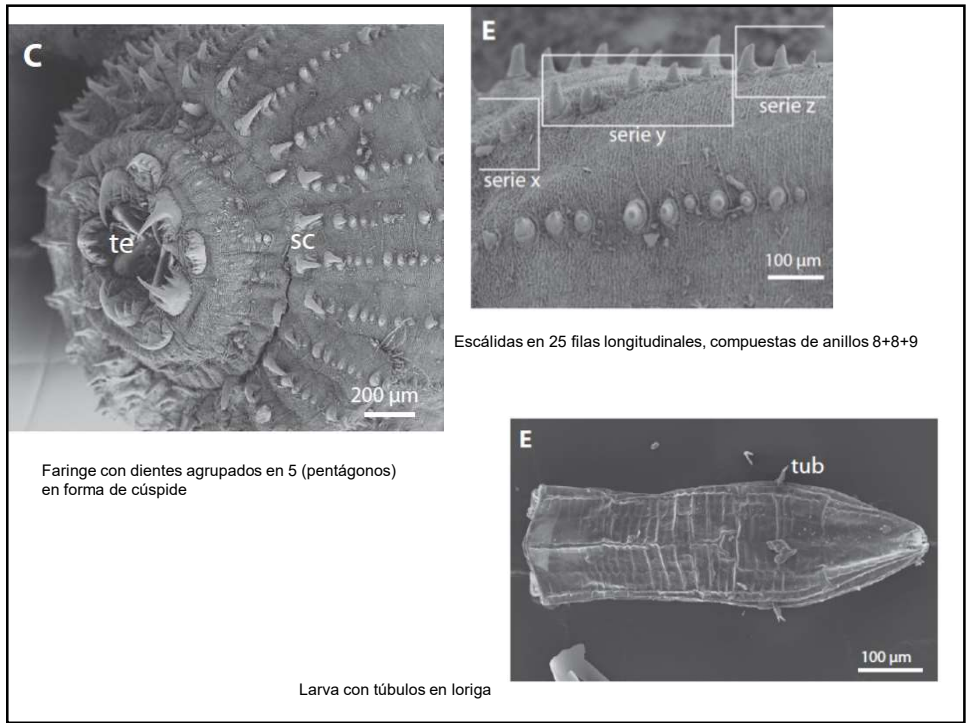 C
te
sc
200 µm
E
serie z
serie y
serie x
100 µm
Escálidas en 25 filas longitudinales, compuestas de anillos 8+8+9
Faringe con dientes agrupados en 5 (pentágonos)
en forma de cúspide
E
tub
100 µm
Larva con túbulos en loriga